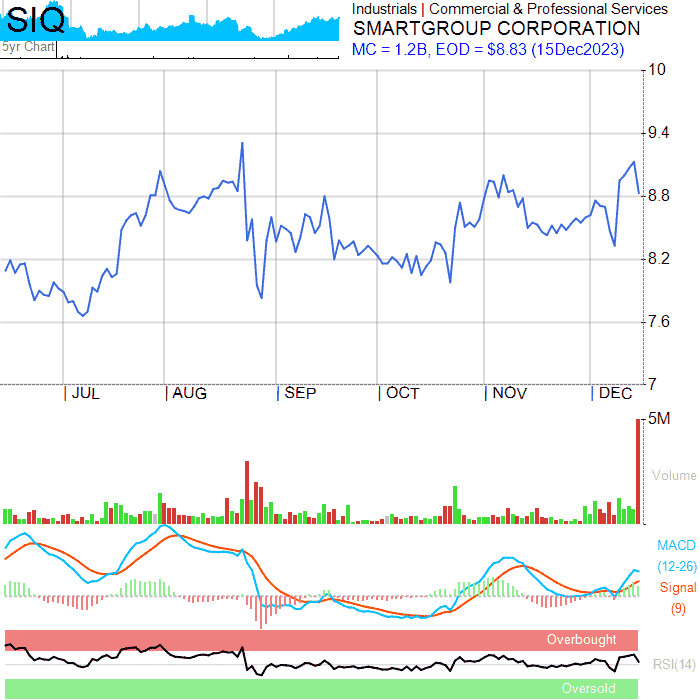 SIQ
5yr Chart
Industrials | Commercial & Professional Services
SMARTGROUP CORPORATION
MC = 1.2B, EOD = $8.83 (15Dec2023)
10
9.4
8.8
8.2
7.6
7
JUL AUG SEP OCT NOV DEC
5M
Volume
MACD
(12-26)
Signal
(9)
Overbought
RSI(14)
Oversold